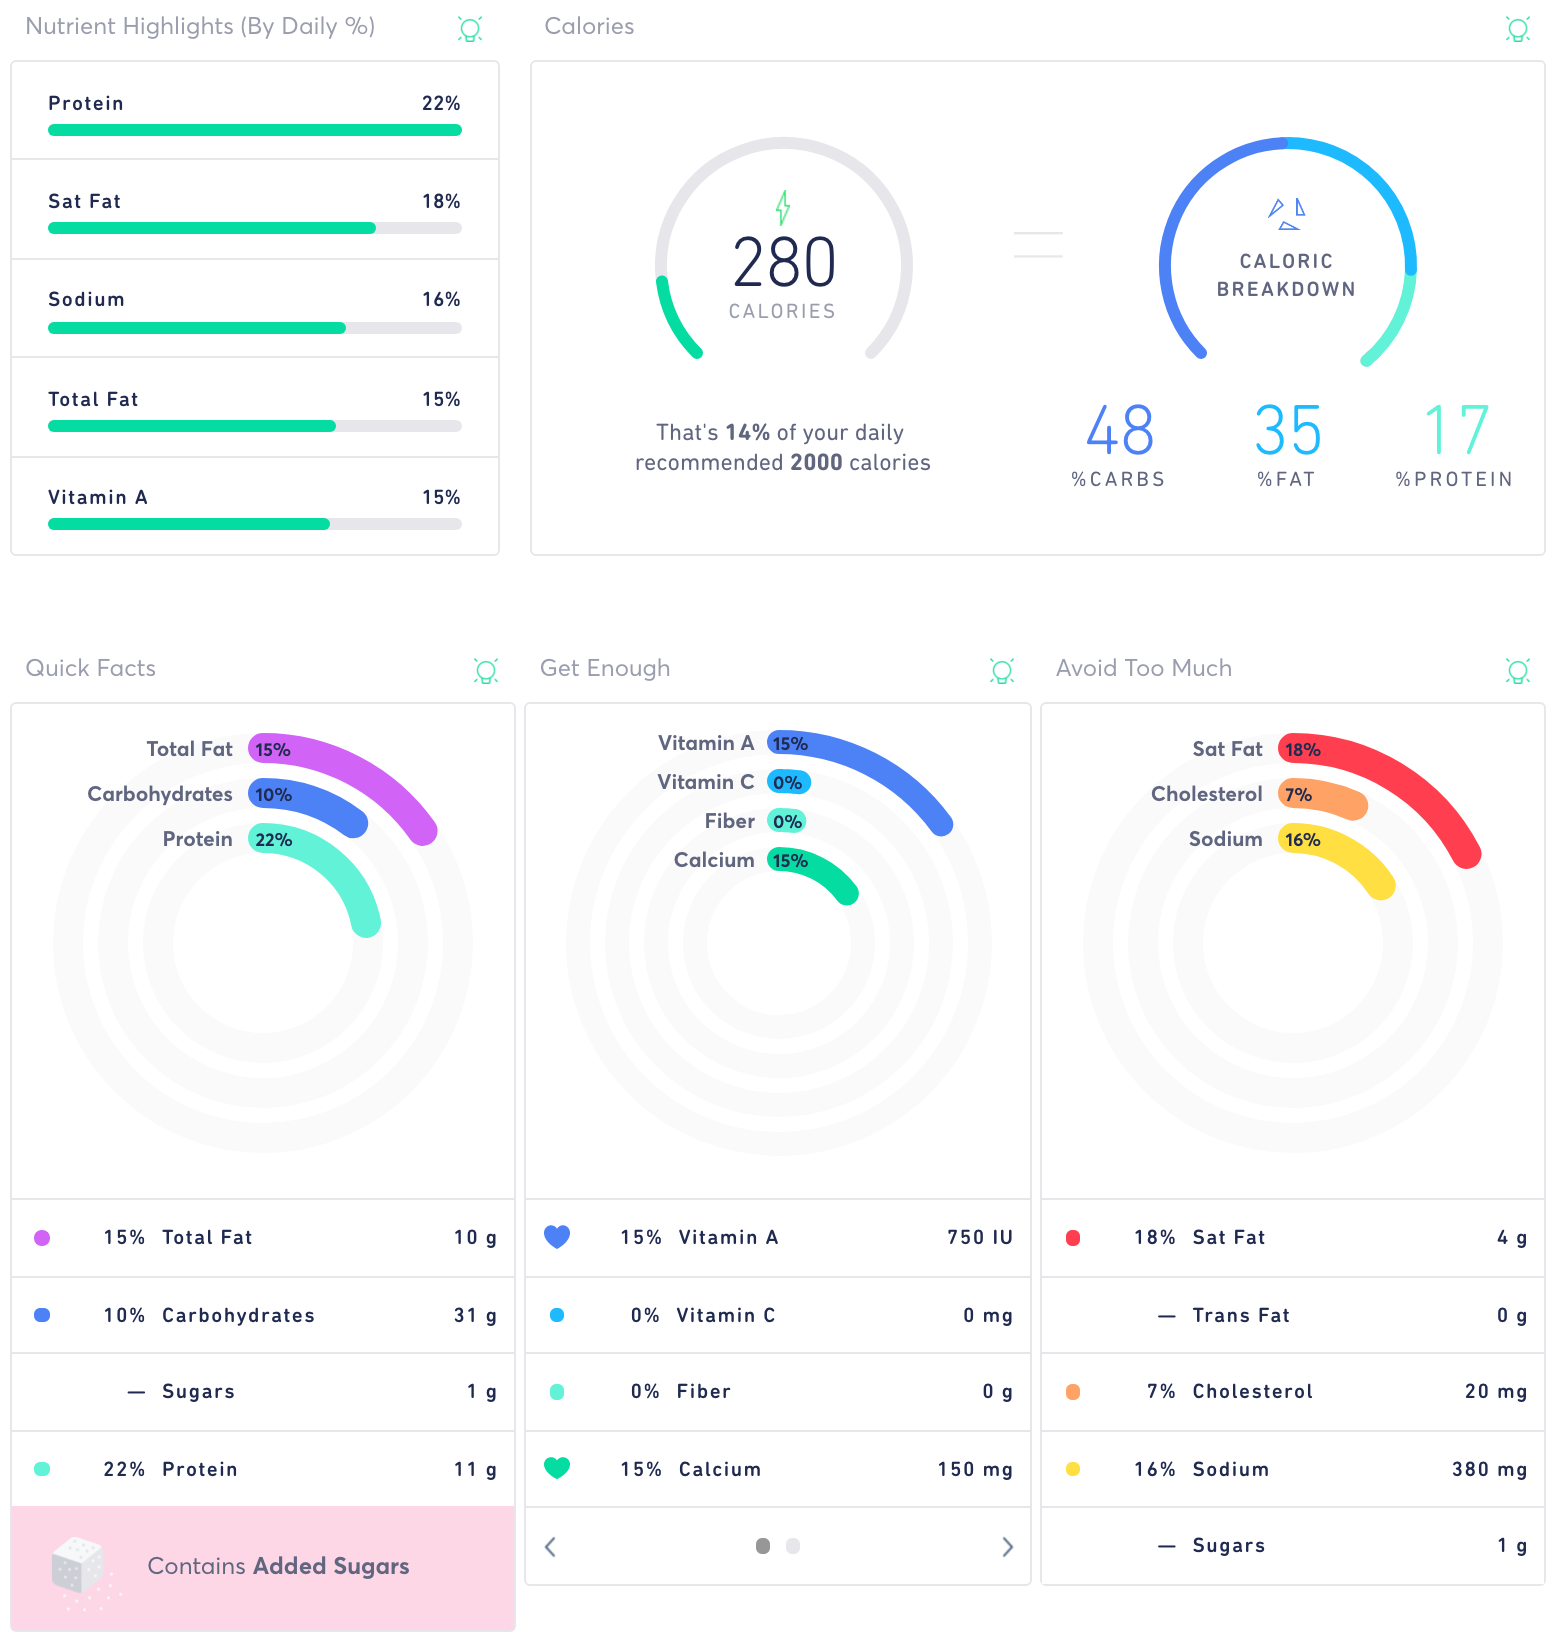 Nutrient Highlights (By Daily %)
Protein 22%
Sat Fat 18%
Sodium 16%
Total Fat 15%
Vitamin A 15%
Calories
280
CALORIES
That's 14% of your daily
recommended 2000 calories
CALORIC
BREAKDOWN
48 35 17
%CARBS %FAT %PROTEIN
Quick Facts
Total Fat 15%
Carbohydrates 10%
Protein 22%
15% Total Fat 10 g
10% Carbohydrates 31 g
— Sugars 1 g
22% Protein 11 g
Contains Added Sugars
Get Enough
Vitamin A 15%
Vitamin C 0%
Fiber 0%
Calcium 15%
15% Vitamin A 750 IU
0% Vitamin C 0 mg
0% Fiber 0 g
15% Calcium 150 mg
Avoid Too Much
Sat Fat 18%
Cholesterol 7%
Sodium 16%
18% Sat Fat 4 g
— Trans Fat 0 g
7% Cholesterol 20 mg
16% Sodium 380 mg
— Sugars 1 g